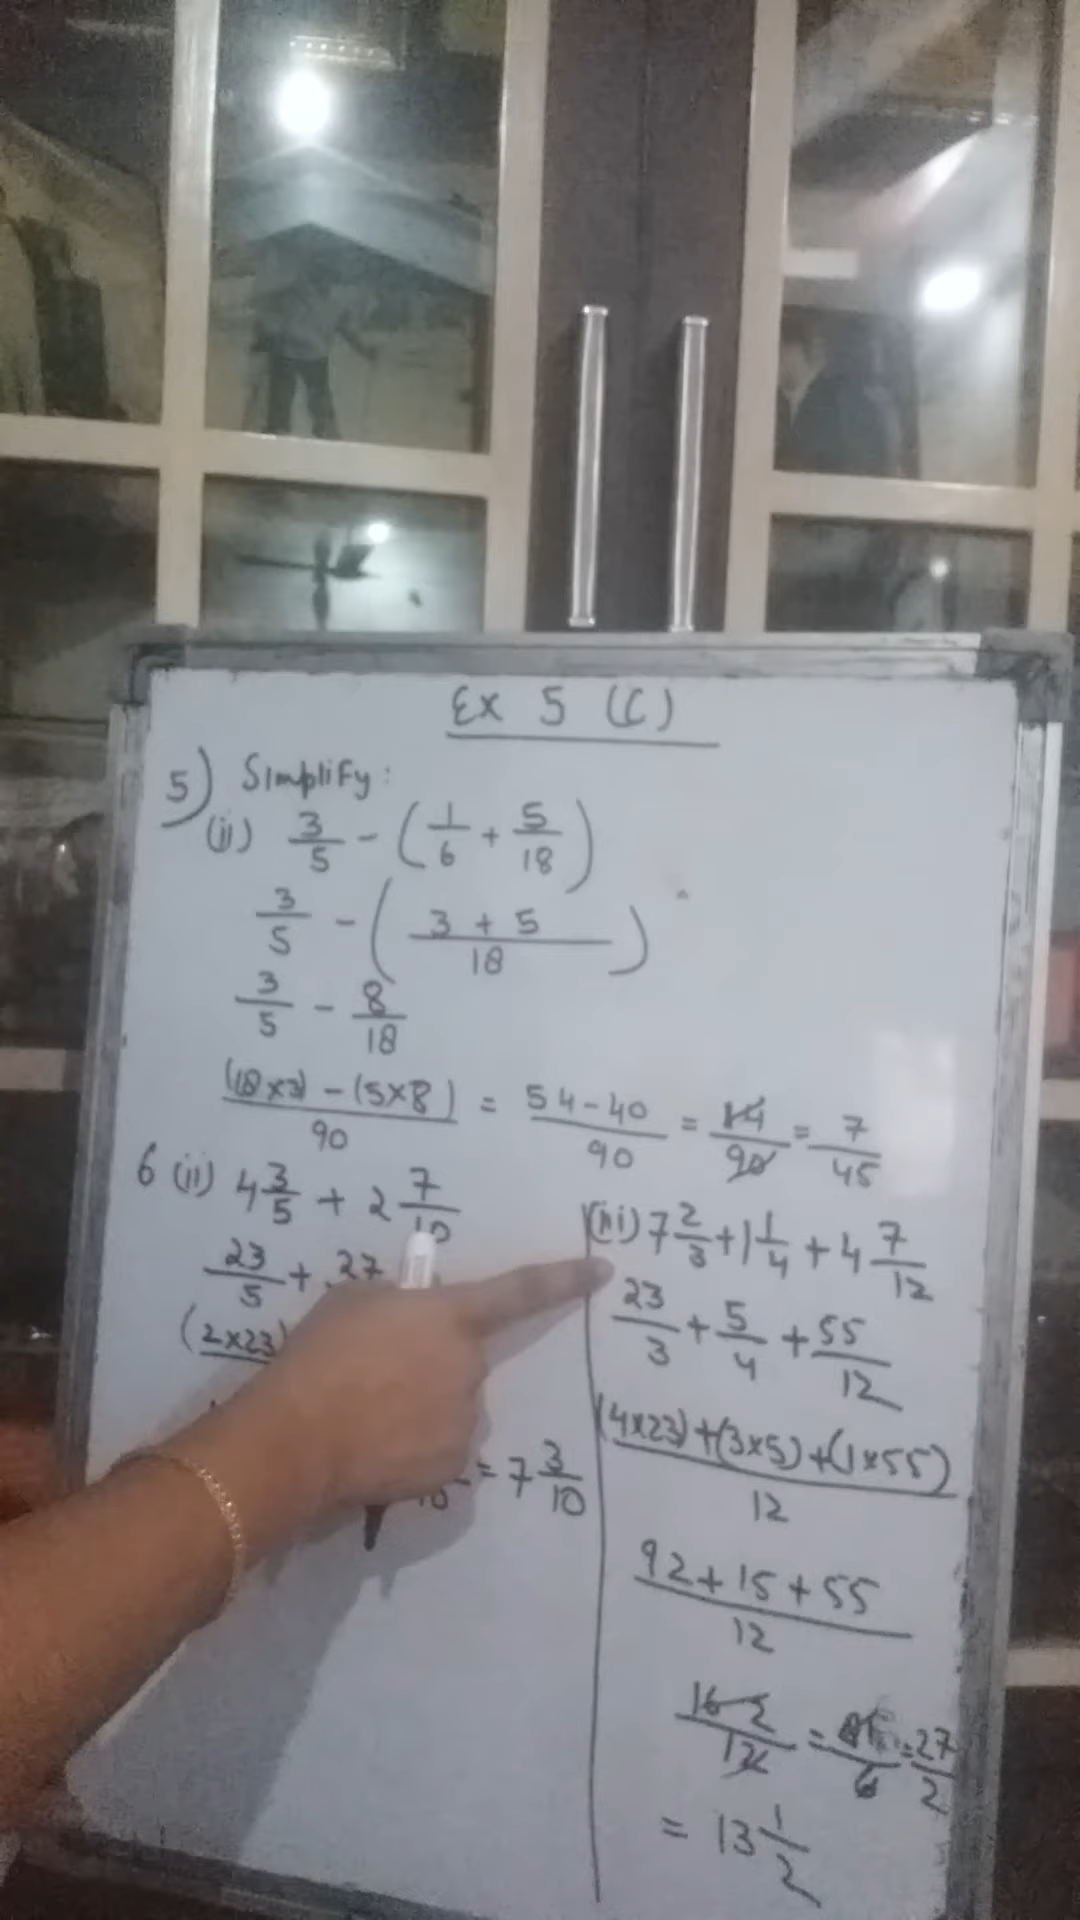 Ex 5 (C)
5) Simplify:
(ii) 3/5 - (1/6 + 5/18)
3/5 - (3 + 5/18)
3/5 - 8/18
(18×3) - (5×8)/90 = 54-40/90 = 14/90 = 7/45
6 (ii) 4 3/5 + 2 7/10
23/5 + 27
(2×23)
= 7 3/10
(iii) 7 2/3 + 1 1/4 + 4 7/12
23/3 + 5/4 + 55/12
(4×23)+(3×5)+(1×55)/12
92+15+55/12
162/12 = /6 = 27/2
= 13 1/2